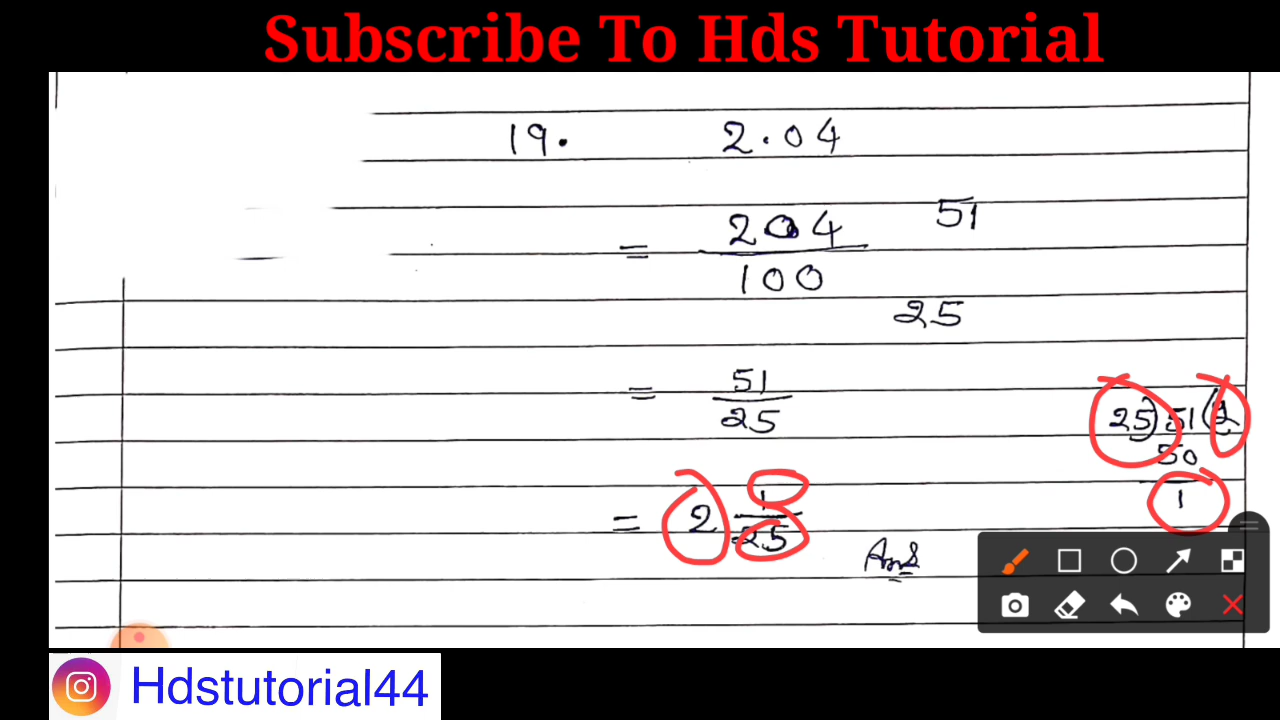 Subscribe To Hds Tutorial
19. 2.04
= 204/100 51
25
= 51/25
25)51(2
50
1
= 2 1/25
Ans
Hdstutorial44